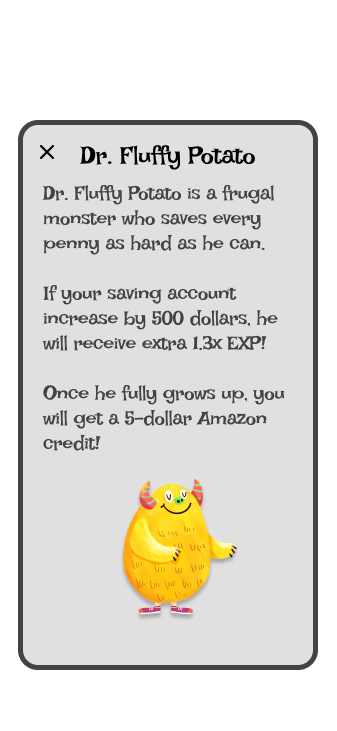 Dr. Fluffy Potato
Dr. Fluffy Potato is a frugal
monster who saves every
penny as hard as he can.
If your saving account
increase by 500 dollars, he
will receive extra 1.3x EXP!
Once he fully grows up, you
will get a 5-dollar Amazon
credit!